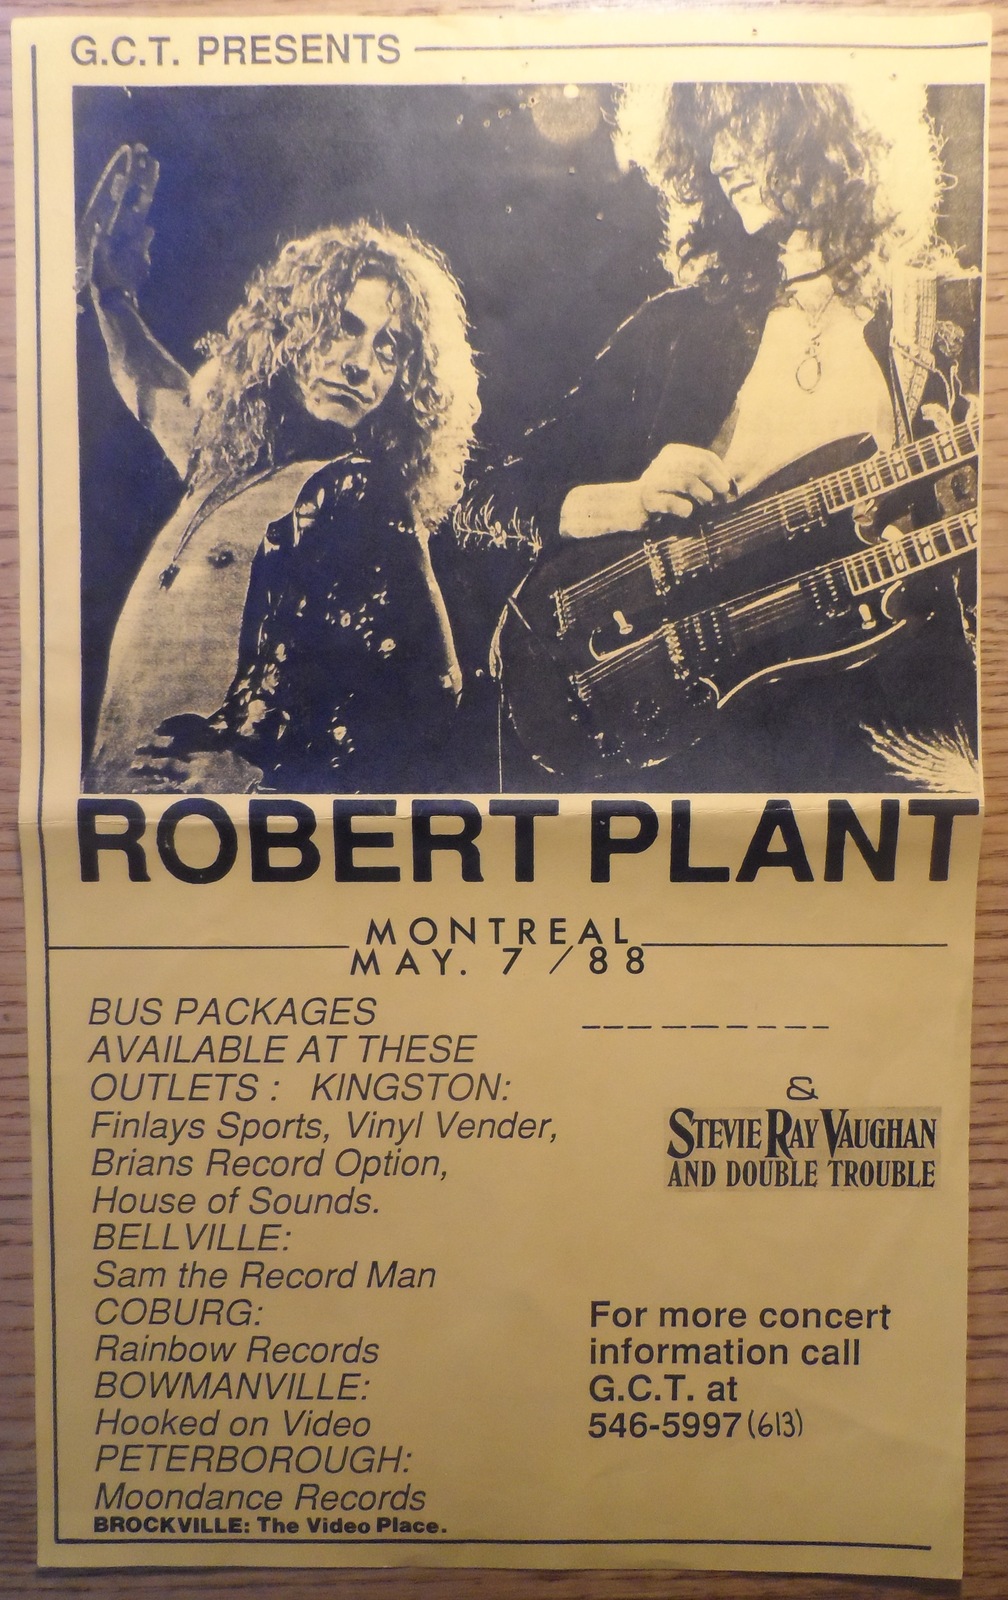 G.C.T. PRESENTS
ROBERT PLANT
MONTREAL
MAY. 7 /88
BUS PACKAGES
AVAILABLE AT THESE
OUTLETS : KINGSTON:
Finlays Sports, Vinyl Vender,
Brians Record Option,
House of Sounds.
BELLVILLE:
Sam the Record Man
COBURG:
Rainbow Records
BOWMANVILLE:
Hooked on Video
PETERBOROUGH:
Moondance Records
BROCKVILLE: The Video Place.
&
STEVIE RAY VAUGHAN
AND DOUBLE TROUBLE
For more concert
information call
G.C.T. at
546-5997 (613)